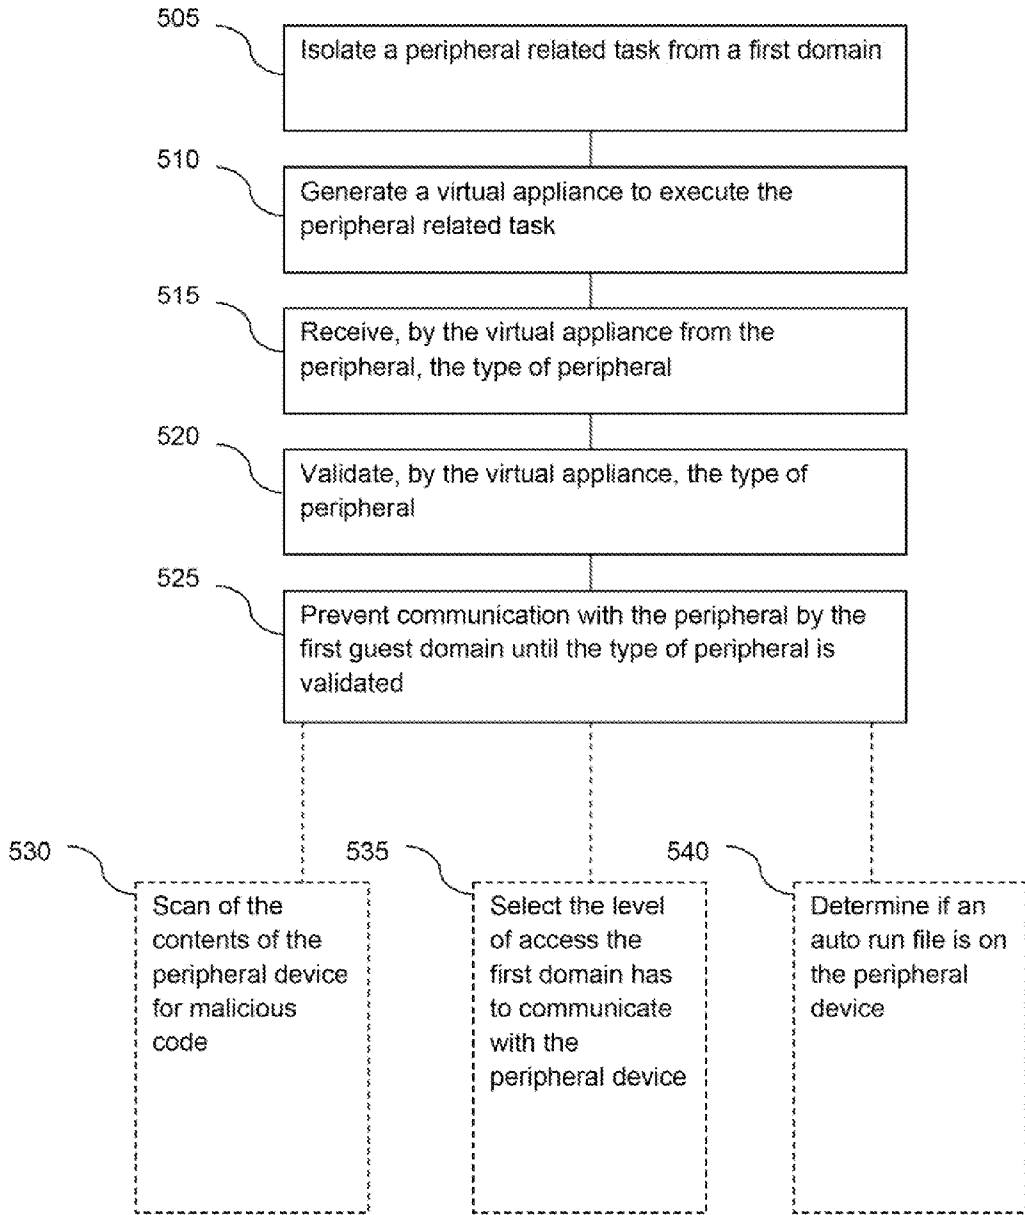 505
Isolate a peripheral related task from a first domain
510
Generate a virtual appliance to execute the
peripheral related task
515
Receive, by the virtual appliance from the
peripheral, the type of peripheral
520
Validate, by the virtual appliance, the type of
peripheral
525
Prevent communication with the peripheral by the
first guest domain until the type of peripheral is
validated
530
Scan of the
contents of the
peripheral device
for malicious
code
535
Select the level
of access the
first domain has
to communicate
with the
peripheral device
540
Determine if an
auto run file is on
the peripheral
device